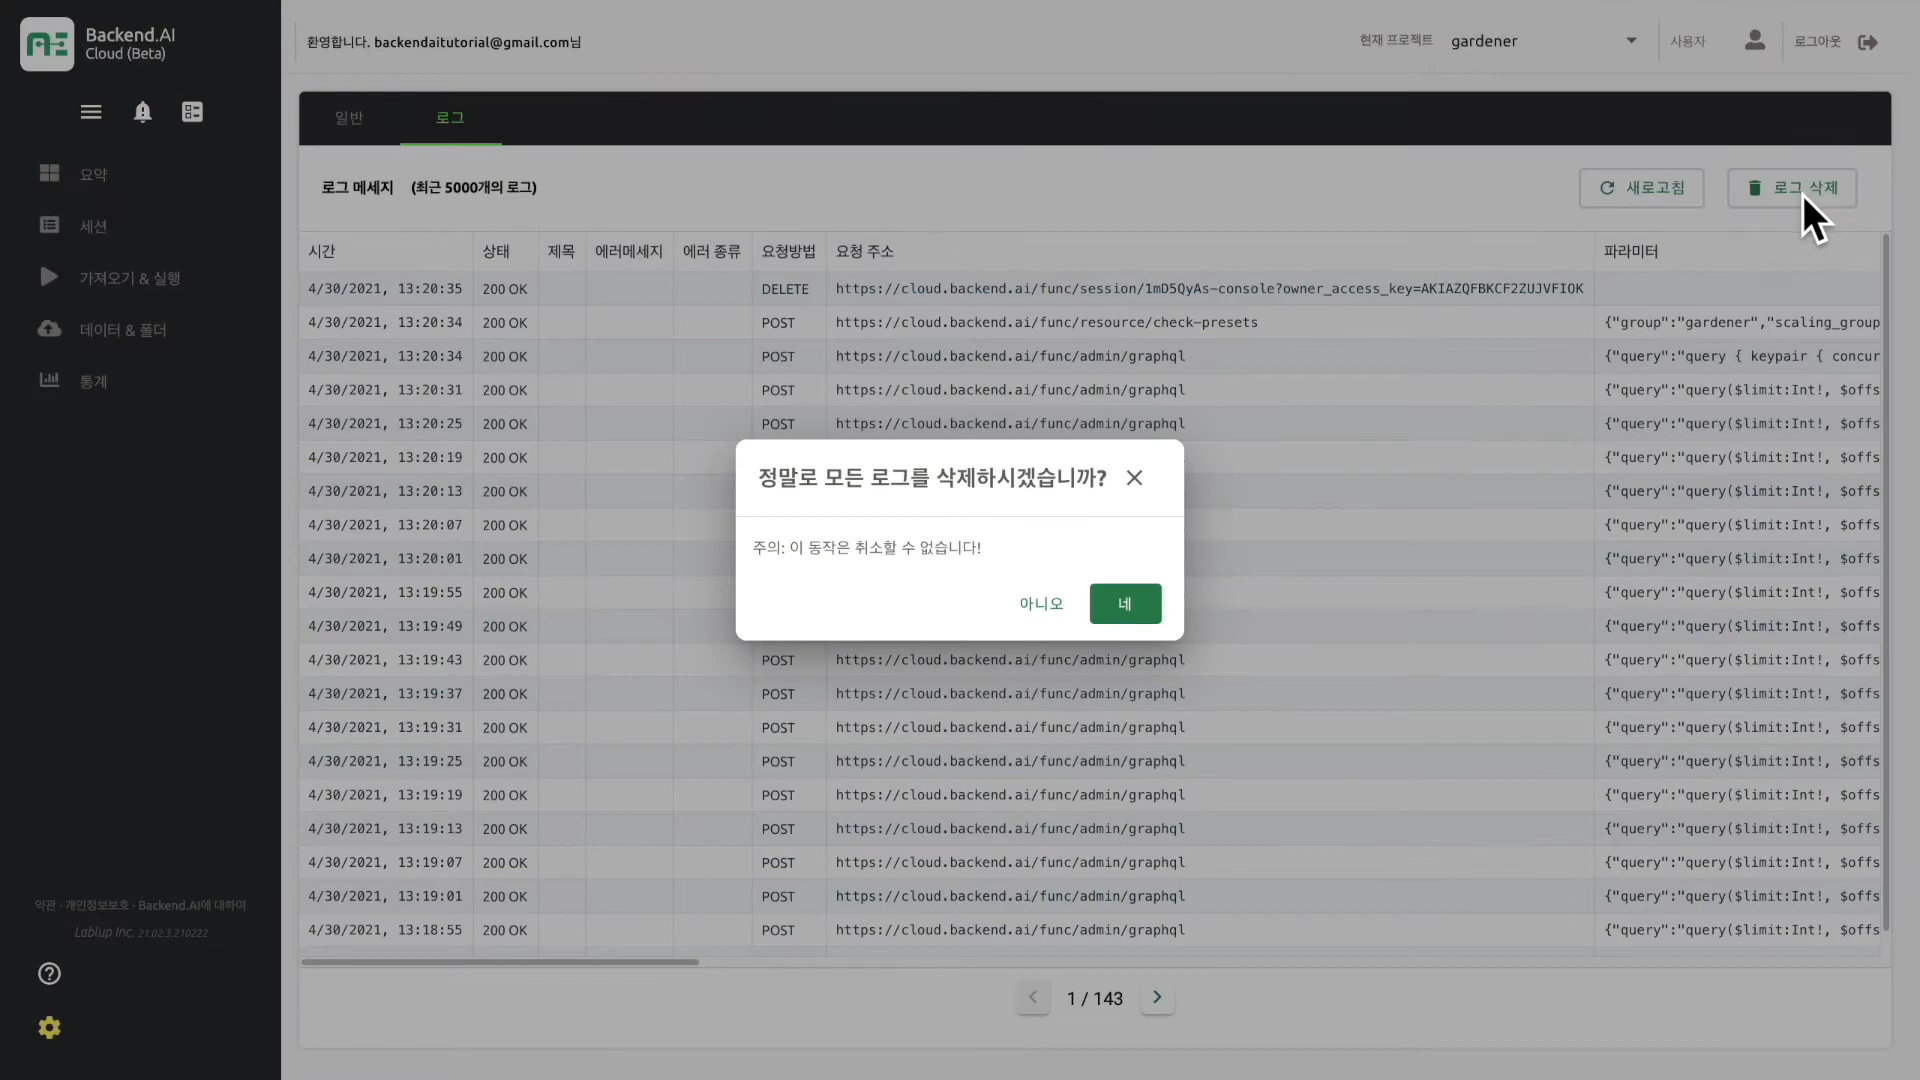 Backend.AI
Cloud (Beta)
환영합니다. backendaitutorial@gmail.com님
현재 프로젝트 gardener 사용자 로그아웃
요약
세션
가져오기 & 실행
데이터 & 폴더
통계
약관 · 개인정보보호 · Backend.AI에 대하여
Lablup Inc. 21.02.3.210222
일반 로그
로그 메세지 (최근 5000개의 로그) 새로고침 로그 삭제
시간 상태 제목 에러메세지 에러 종류 요청방법 요청 주소 파라미터
4/30/2021, 13:20:35 200 OK DELETE https://cloud.backend.ai/func/session/1mD5QyAs-console?owner_access_key=AKIAZQFBKCF2ZUJVFIOK
4/30/2021, 13:20:34 200 OK POST https://cloud.backend.ai/func/resource/check-presets {"group":"gardener","scaling_group
4/30/2021, 13:20:34 200 OK POST https://cloud.backend.ai/func/admin/graphql {"query":"query { keypair { concur
4/30/2021, 13:20:31 200 OK POST https://cloud.backend.ai/func/admin/graphql {"query":"query($limit:Int!, $offs
4/30/2021, 13:20:25 200 OK POST https://cloud.backend.ai/func/admin/graphql {"query":"query($limit:Int!, $offs
4/30/2021, 13:20:19 200 OK {"query":"query($limit:Int!, $offs
4/30/2021, 13:20:13 200 OK {"query":"query($limit:Int!, $offs
4/30/2021, 13:20:07 200 OK {"query":"query($limit:Int!, $offs
4/30/2021, 13:20:01 200 OK {"query":"query($limit:Int!, $offs
4/30/2021, 13:19:55 200 OK {"query":"query($limit:Int!, $offs
4/30/2021, 13:19:49 200 OK {"query":"query($limit:Int!, $offs
4/30/2021, 13:19:43 200 OK POST https://cloud.backend.ai/func/admin/graphql {"query":"query($limit:Int!, $offs
4/30/2021, 13:19:37 200 OK POST https://cloud.backend.ai/func/admin/graphql {"query":"query($limit:Int!, $offs
4/30/2021, 13:19:31 200 OK POST https://cloud.backend.ai/func/admin/graphql {"query":"query($limit:Int!, $offs
4/30/2021, 13:19:25 200 OK POST https://cloud.backend.ai/func/admin/graphql {"query":"query($limit:Int!, $offs
4/30/2021, 13:19:19 200 OK POST https://cloud.backend.ai/func/admin/graphql {"query":"query($limit:Int!, $offs
4/30/2021, 13:19:13 200 OK POST https://cloud.backend.ai/func/admin/graphql {"query":"query($limit:Int!, $offs
4/30/2021, 13:19:07 200 OK POST https://cloud.backend.ai/func/admin/graphql {"query":"query($limit:Int!, $offs
4/30/2021, 13:19:01 200 OK POST https://cloud.backend.ai/func/admin/graphql {"query":"query($limit:Int!, $offs
4/30/2021, 13:18:55 200 OK POST https://cloud.backend.ai/func/admin/graphql {"query":"query($limit:Int!, $offs
1 / 143
정말로 모든 로그를 삭제하시겠습니까?
주의: 이 동작은 취소할 수 없습니다!
아니오 네